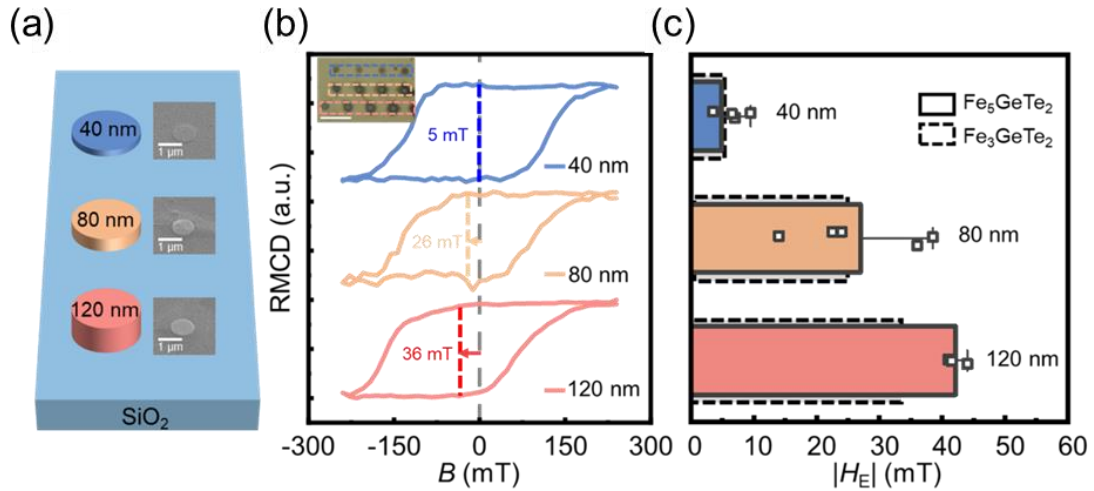 (a)
40 nm
1 μm
80 nm
1 μm
120 nm
1 μm
SiO₂
(b)
RMCD (a.u.)
5 mT
40 nm
26 mT
80 nm
36 mT
120 nm
-300 -150 0 150 300
B (mT)
(c)
Fe₅GeTe₂
Fe₃GeTe₂
40 nm
80 nm
120 nm
0 10 20 30 40 50 60
|H_E| (mT)